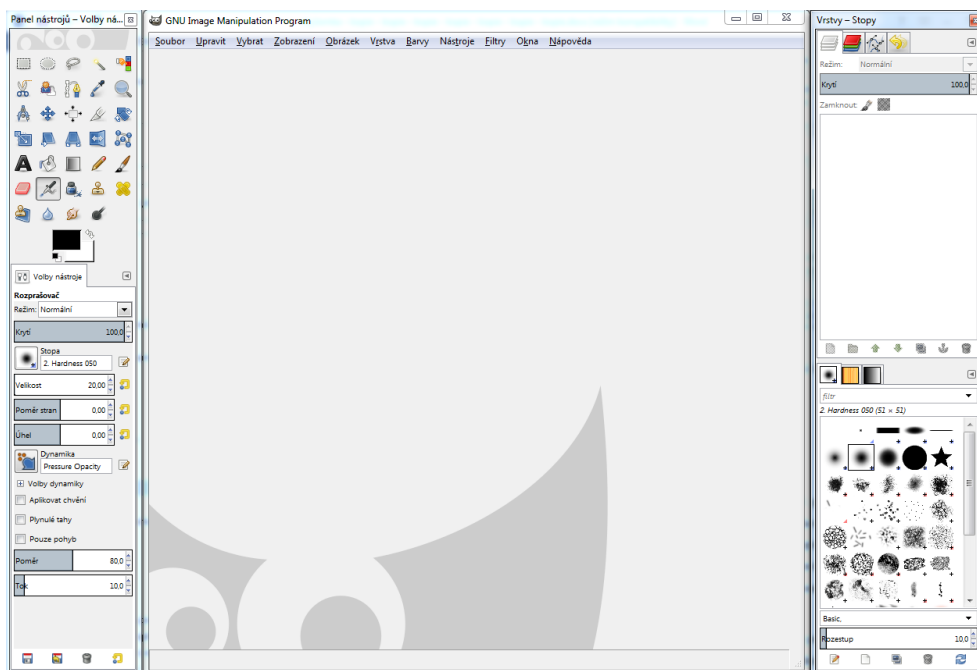 Panel nástrojů – Volby ná...
GNU Image Manipulation Program
Vrstvy – Stopy
Soubor Upravit Vybrat Zobrazení Obrázek Vrstva Barvy Nástroje Filtry Okna Nápověda
Volby nástroje
Rozprašovač
Režim: Normální
Krytí 100,0
Stopa
2. Hardness 050
Velikost 20,00
Poměr stran 0,00
Úhel 0,00
Dynamika
Pressure Opacity
Volby dynamiky
Aplikovat chvění
Plynulé tahy
Pouze pohyb
Poměr 80,0
Tok 10,0
Režim: Normální
Krytí 100,0
Zamknout:
filtr
2. Hardness 050 (51 × 51)
Basic,
Rozestup 10,0